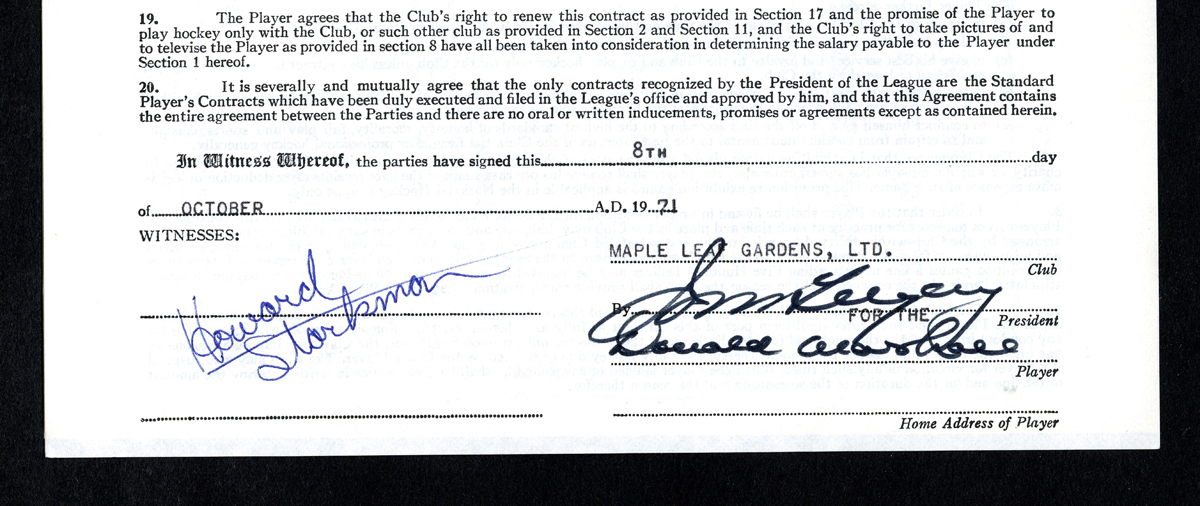 19. The Player agrees that the Club's right to renew this contract as provided in Section 17 and the promise of the Player to
play hockey only with the Club, or such other club as provided in Section 2 and Section 11, and the Club's right to take pictures of and
to televise the Player as provided in section 8 have all been taken into consideration in determining the salary payable to the Player under
Section 1 hereof.
20. It is severally and mutually agreed that the only contracts recognized by the President of the League are the Standard
Player's Contracts which have been duly executed and filed in the League's office and approved by him, and that this Agreement contains
the entire agreement between the Parties and there are no oral or written inducements, promises or agreements except as contained herein.
In Witness Whereof, the parties have signed this 8TH day
of OCTOBER A.D. 1971
WITNESSES:
MAPLE LEAF GARDENS, LTD.
Club
Howard
Starkman
By
FOR THE President
Donald Marshall
Player
Home Address of Player